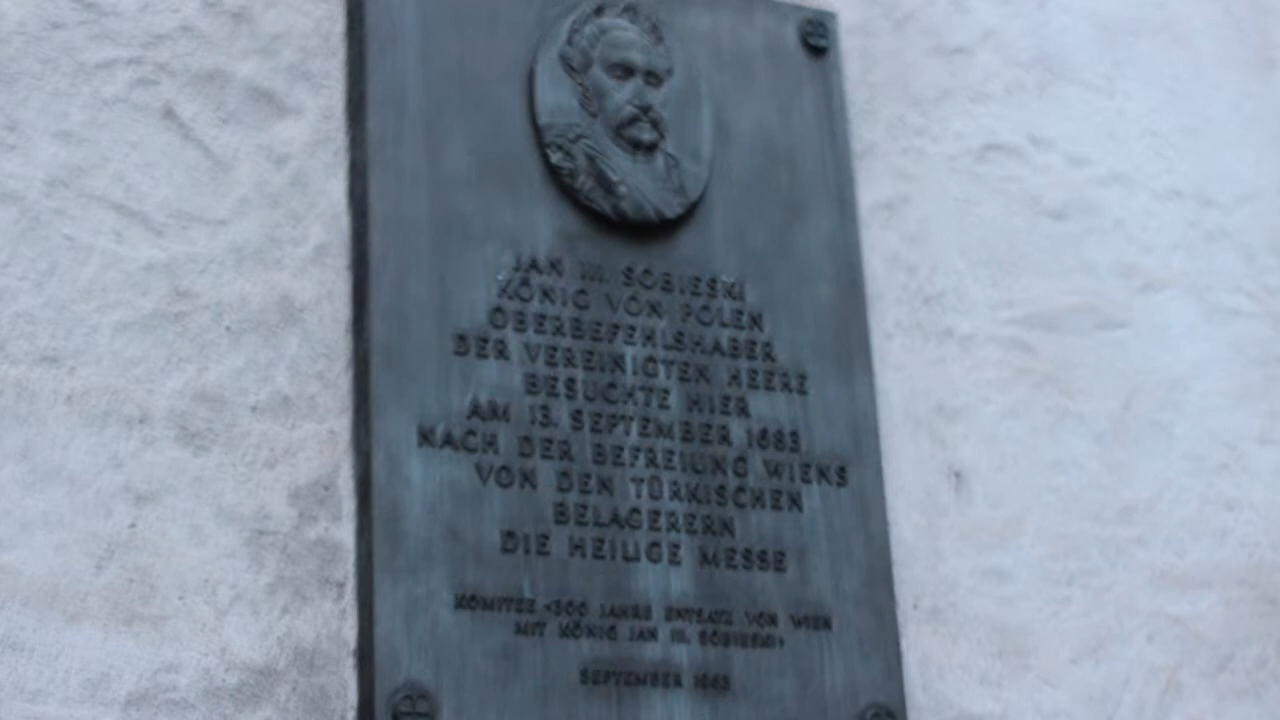 JAN III. SOBIESKI
KÖNIG VON POLEN
OBERBEFEHLSHABER
DER VEREINIGTEN HEERE
BESUCHTE HIER
AM 13. SEPTEMBER 1683
NACH DER BEFREIUNG WIENS
VON DEN TÜRKISCHEN
BELAGERERN
DIE HEILIGE MESSE
KOMITEE «300 JAHRE ENTSATZ VON WIEN
MIT KÖNIG JAN III. SOBIESKI»
SEPTEMBER 1983